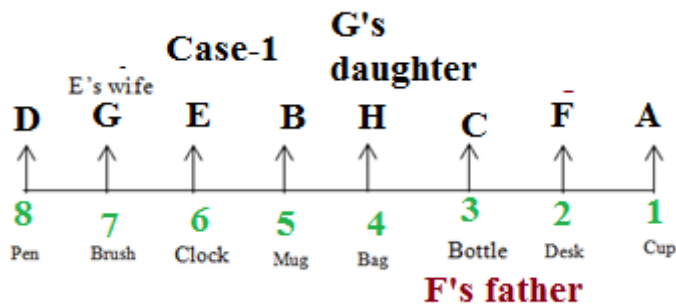 Case-1
G's
daughter
E's wife
D G E B H C F A
8 7 6 5 4 3 2 1
Pen Brush Clock Mug Bag Bottle Desk Cup
F's father